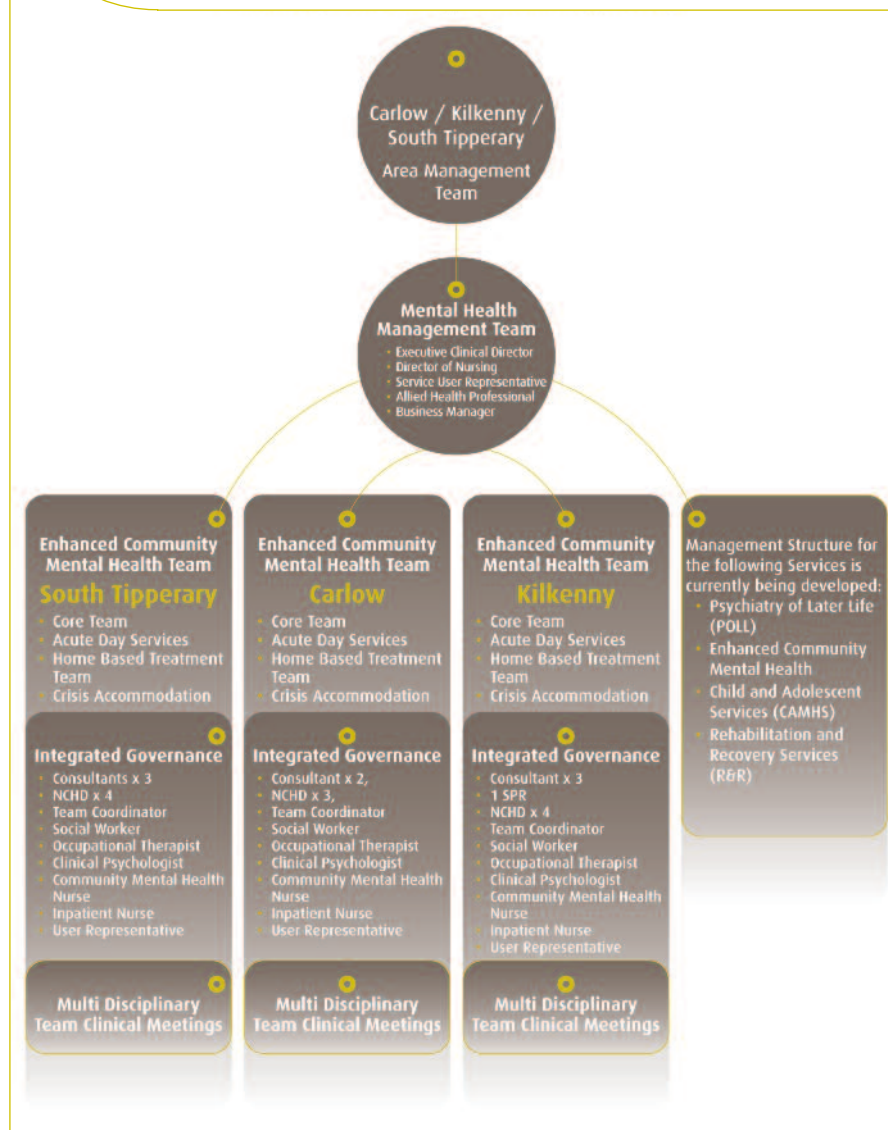 Carlow / Kilkenny /
South Tipperary
Area Management
Team
Mental Health
Management Team
• Executive Clinical Director
• Director of Nursing
• Service User Representative
• Allied Health Professional
• Business Manager
Enhanced Community
Mental Health Team
South Tipperary
• Core Team
• Acute Day Services
• Home Based Treatment
Team
• Crisis Accommodation
Integrated Governance
• Consultants x 3
• NCHD x 4
• Team Coordinator
• Social Worker
• Occupational Therapist
• Clinical Psychologist
• Community Mental Health
Nurse
• Inpatient Nurse
• User Representative
Multi Disciplinary
Team Clinical Meetings
Enhanced Community
Mental Health Team
Carlow
• Core Team
• Acute Day Services
• Home Based Treatment
Team
• Crisis Accommodation
Integrated Governance
• Consultant x 2,
• NCHD x 3,
• Team Coordinator
• Social Worker
• Occupational Therapist
• Clinical Psychologist
• Community Mental Health
Nurse
• Inpatient Nurse
• User Representative
Multi Disciplinary
Team Clinical Meetings
Enhanced Community
Mental Health Team
Kilkenny
• Core Team
• Acute Day Services
• Home Based Treatment
Team
• Crisis Accommodation
Integrated Governance
• Consultant x 3
• 1 SPR
• NCHD x 4
• Team Coordinator
• Social Worker
• Occupational Therapist
• Clinical Psychologist
• Community Mental Health
Nurse
• Inpatient Nurse
• User Representative
Multi Disciplinary
Team Clinical Meetings
Management Structure for
the following Services is
currently being developed:
• Psychiatry of Later Life
(POLL)
• Enhanced Community
Mental Health
• Child and Adolescent
Services (CAMHS)
• Rehabilitation and
Recovery Services
(R&R)